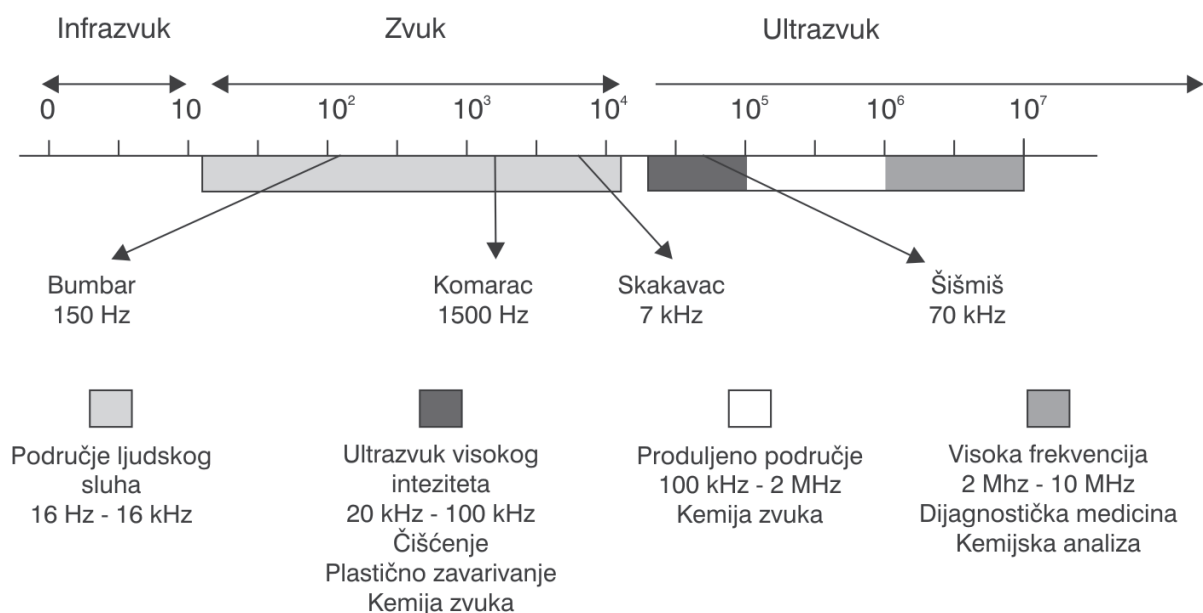 Infrazvuk
Zvuk
Ultrazvuk
0
10
10²
10³
10⁴
10⁵
10⁶
10⁷
Bumbar
150 Hz
Komarac
1500 Hz
Skakavac
7 kHz
Šišmiš
70 kHz
Područje ljudskog
sluha
16 Hz - 16 kHz
Ultrazvuk visokog
inteziteta
20 kHz - 100 kHz
Čišćenje
Plastično zavarivanje
Kemija zvuka
Produljeno područje
100 kHz - 2 MHz
Kemija zvuka
Visoka frekvencija
2 Mhz - 10 MHz
Dijagnostička medicina
Kemijska analiza